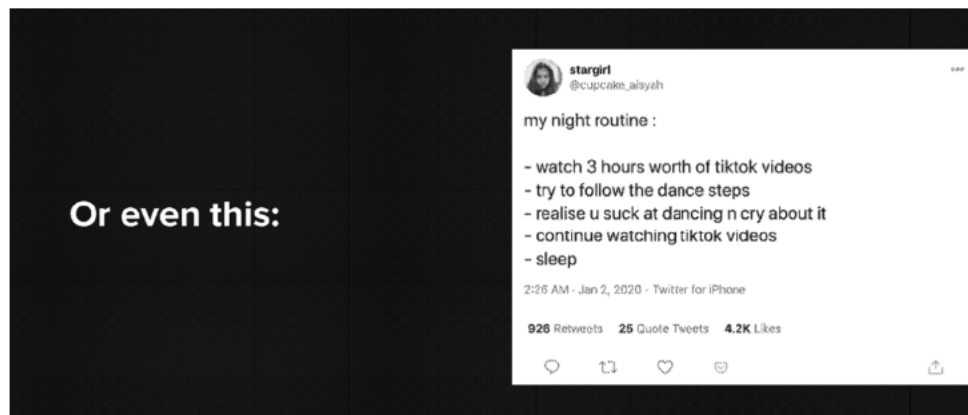 Or even this:
stargirl
@cupcake_aisyah
my night routine :
- watch 3 hours worth of tiktok videos
- try to follow the dance steps
- realise u suck at dancing n cry about it
- continue watching tiktok videos
- sleep
2:26 AM · Jan 2, 2020 · Twitter for iPhone
926 Retweets 25 Quote Tweets 4.2K Likes